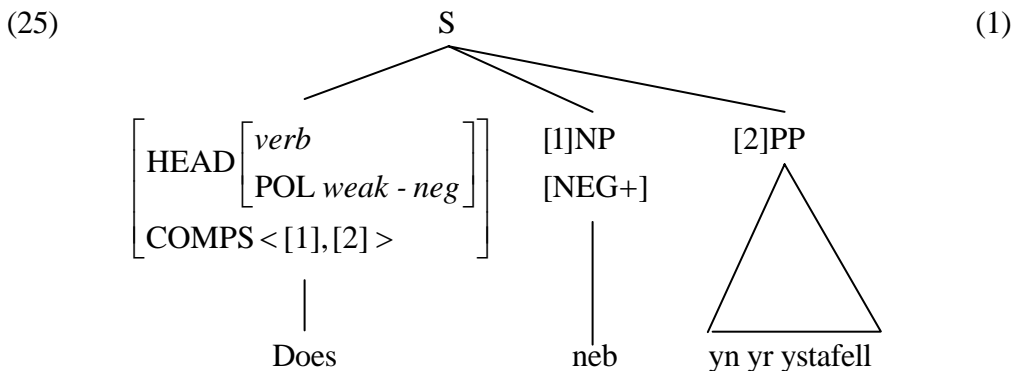 (25) S (1)
[HEAD [verb POL weak - neg] COMPS < [1], [2] >] [1]NP [NEG+] [2]PP
Does neb yn yr ystafell